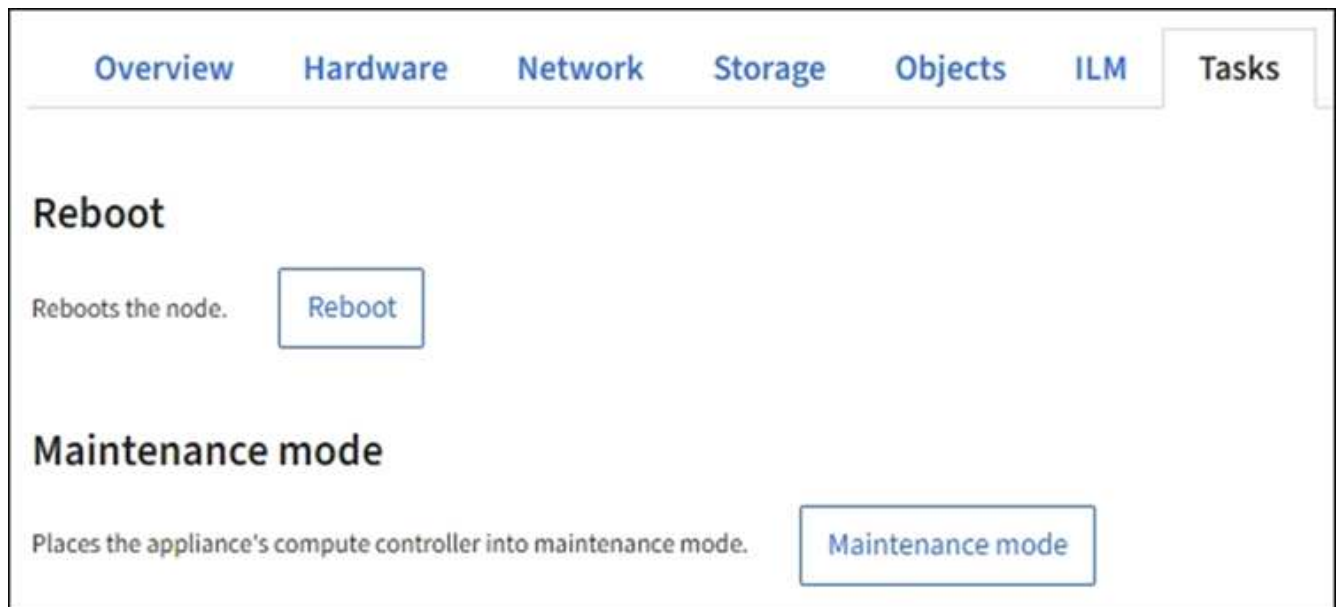 Overview Hardware Network Storage Objects ILM Tasks
Reboot
Reboots the node. Reboot
Maintenance mode
Places the appliance's compute controller into maintenance mode. Maintenance mode